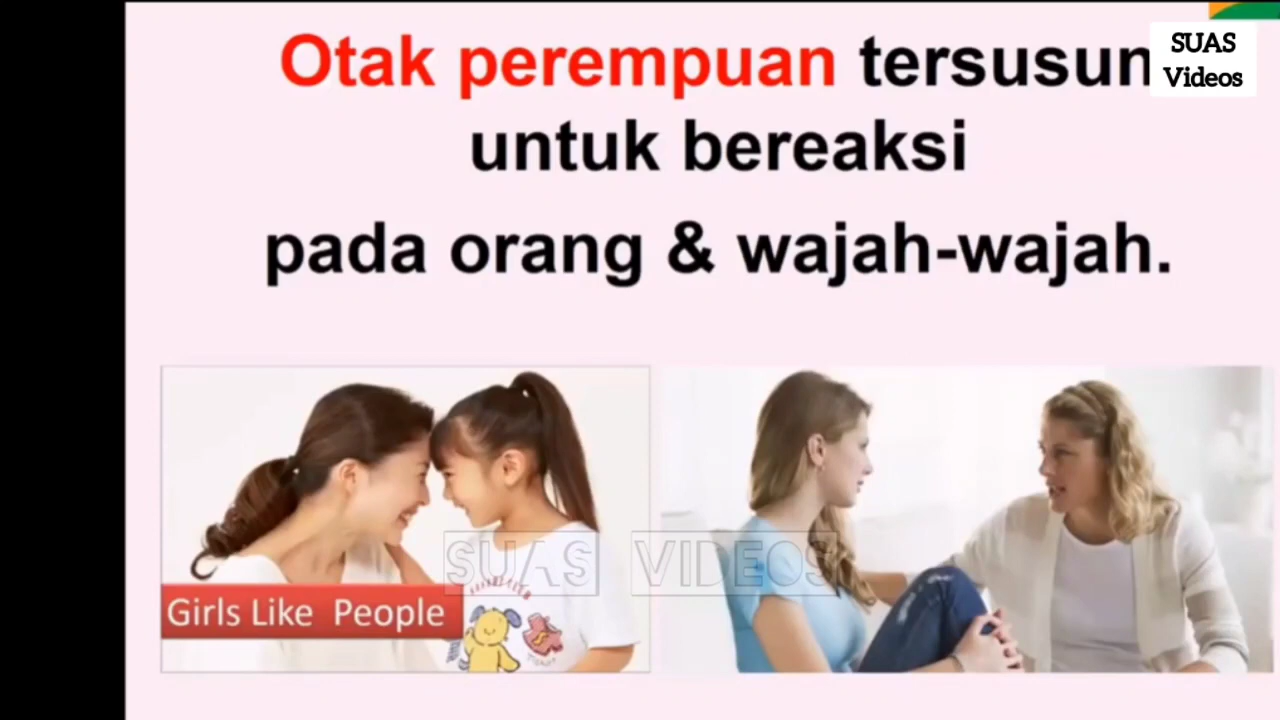 Otak perempuan tersusun
untuk bereaksi
pada orang & wajah-wajah.
SUAS
Videos
Girls Like People
SUAS VIDEOS